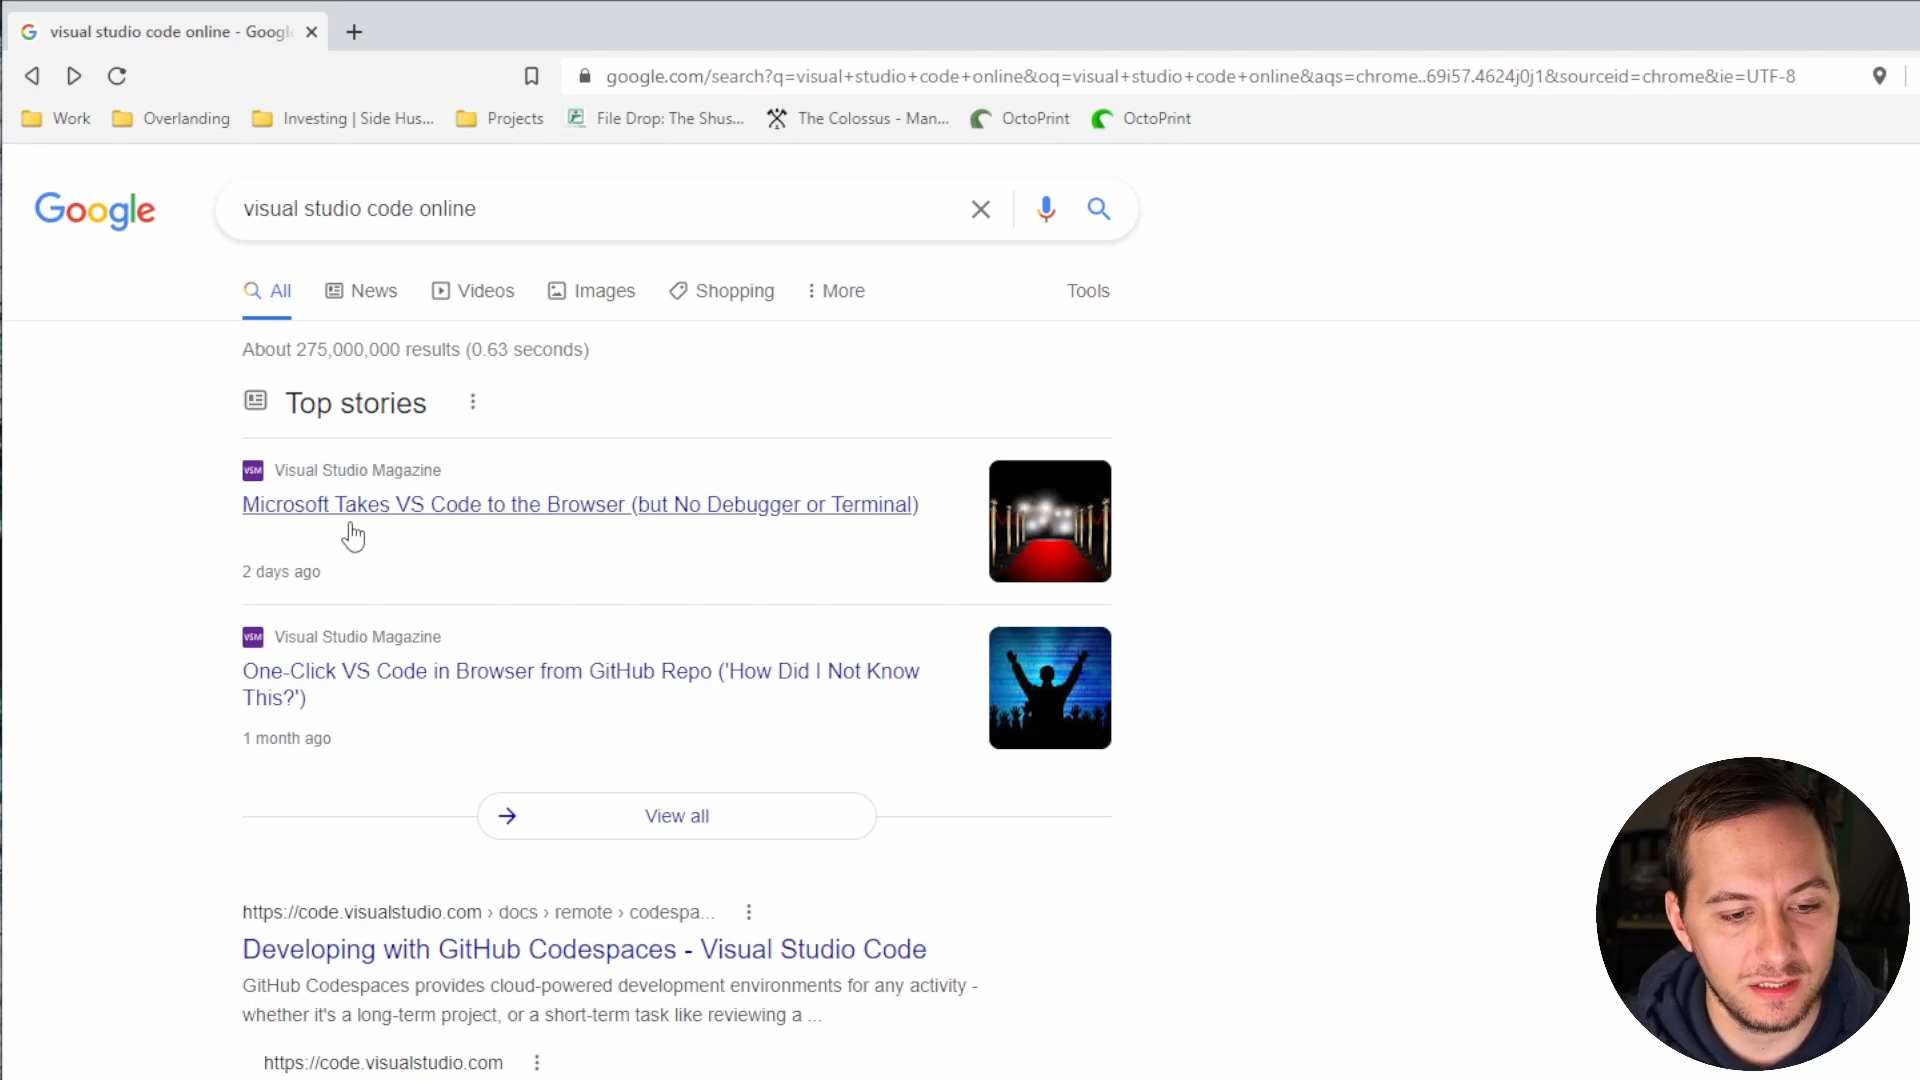 visual studio code online - Googl
google.com/search?q=visual+studio+code+online&oq=visual+studio+code+online&aqs=chrome..69i57.4624j0j1&sourceid=chrome&ie=UTF-8
Work Overlanding Investing | Side Hus... Projects File Drop: The Shus... The Colossus - Man... OctoPrint OctoPrint
Google
visual studio code online
All News Videos Images Shopping More Tools
About 275,000,000 results (0.63 seconds)
Top stories
VSM Visual Studio Magazine
Microsoft Takes VS Code to the Browser (but No Debugger or Terminal)
2 days ago
VSM Visual Studio Magazine
One-Click VS Code in Browser from GitHub Repo ('How Did I Not Know
This?')
1 month ago
View all
https://code.visualstudio.com › docs › remote › codespa...
Developing with GitHub Codespaces - Visual Studio Code
GitHub Codespaces provides cloud-powered development environments for any activity -
whether it's a long-term project, or a short-term task like reviewing a ...
https://code.visualstudio.com